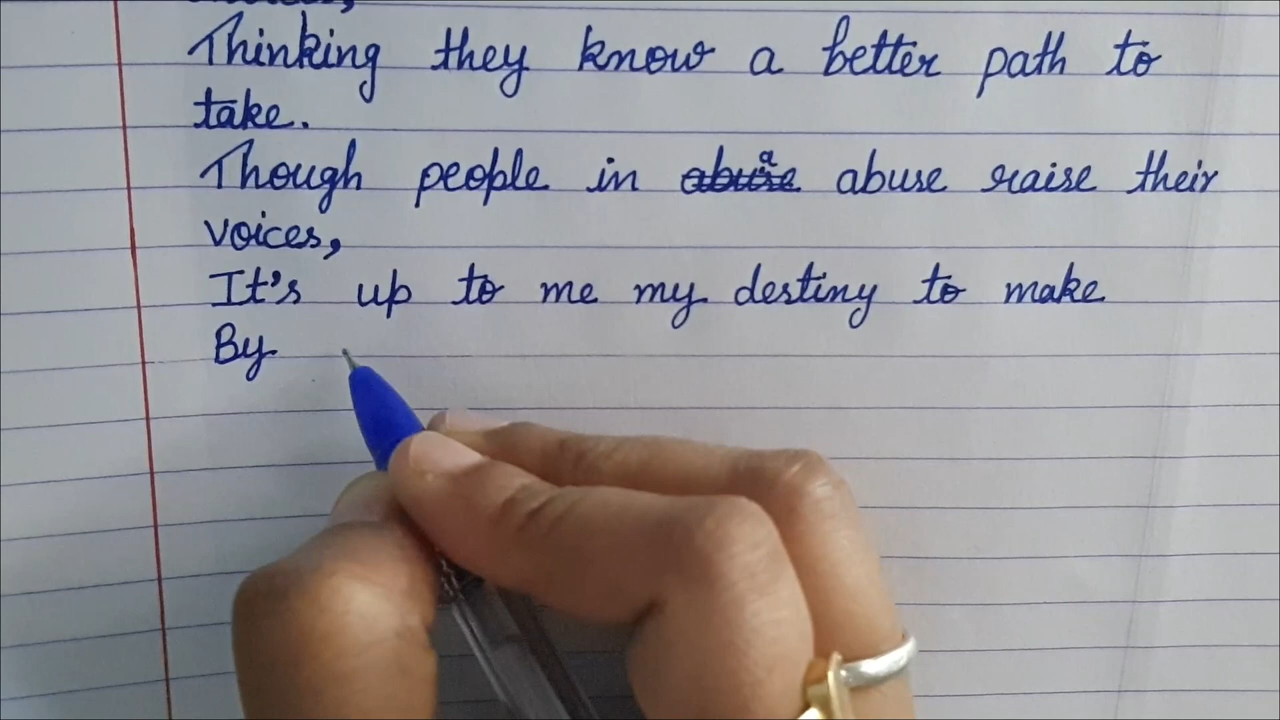 Thinking they know a better path to
take.
Though people in abuse raise their
voices,
It's up to me my destiny to make
By